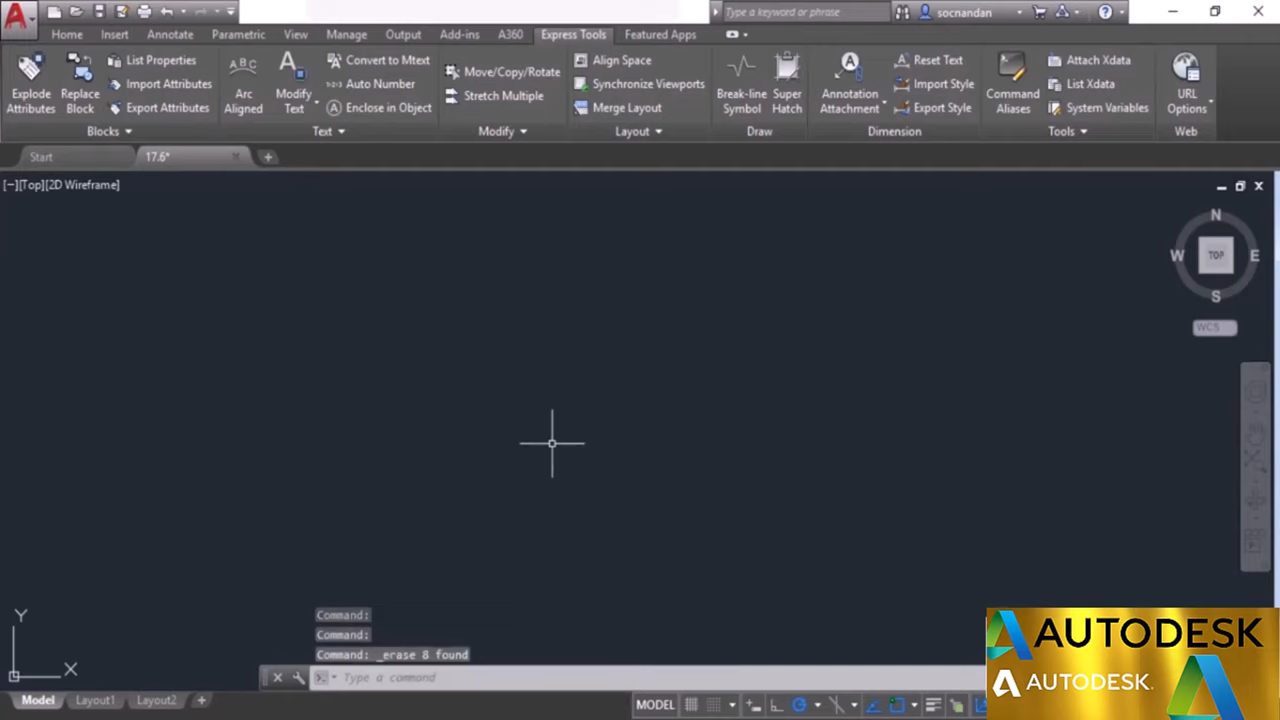 A
Type a keyword or phrase
socnandan
Home Insert Annotate Parametric View Manage Output Add-ins A360 Express Tools Featured Apps
Explode Attributes
Replace Block
List Properties
Import Attributes
Export Attributes
Blocks
Arc Aligned
Modify Text
Convert to Mtext
Auto Number
Enclose in Object
Text
Move/Copy/Rotate
Stretch Multiple
Modify
Align Space
Synchronize Viewports
Merge Layout
Layout
Break-line Symbol
Super Hatch
Draw
Annotation Attachment
Reset Text
Import Style
Export Style
Dimension
Command Aliases
Attach Xdata
List Xdata
System Variables
Tools
URL Options
Web
Start 17.6*
[−][Top][2D Wireframe]
N
W TOP E
S
WCS
Y
X
Command:
Command:
Command: _erase 8 found
Type a command
Model Layout1 Layout2
MODEL
AUTODESK
AUTODESK.